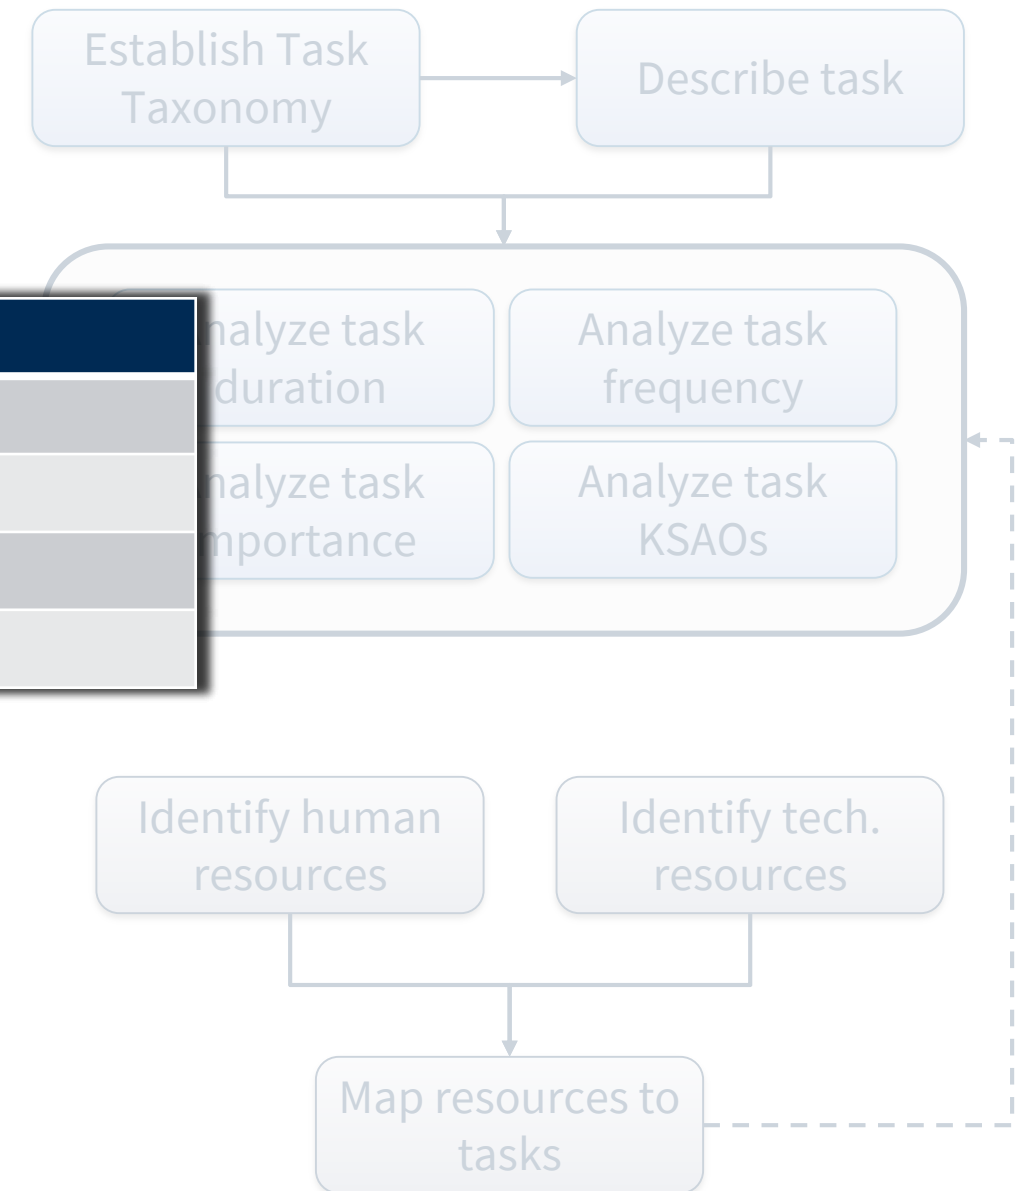 Establish Task
Taxonomy
Describe task
nalyze task
duration
Analyze task
frequency
nalyze task
mportance
Analyze task
KSAOs
Identify human
resources
Identify tech.
resources
Map resources to
tasks